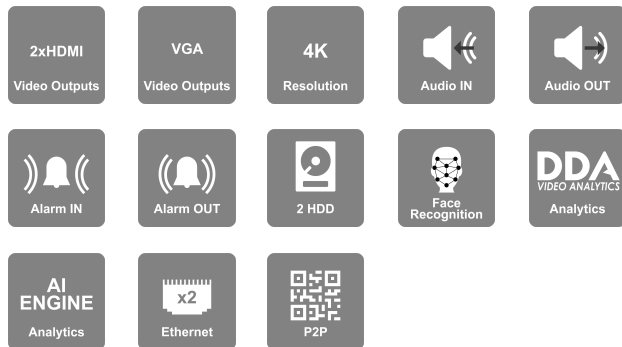 2xHDMI
Video Outputs
VGA
Video Outputs
4K
Resolution
Audio IN
Audio OUT
Alarm IN
Alarm OUT
2 HDD
Face
Recognition
DDA
VIDEO ANALYTICS
Analytics
AI
ENGINE
Analytics
x2
Ethernet
P2P